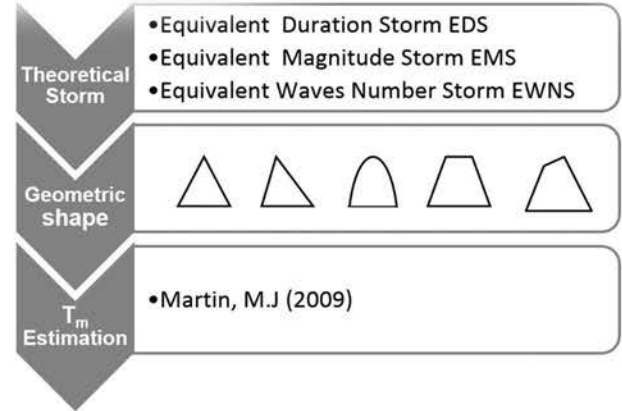 Theoretical
Storm
•Equivalent Duration Storm EDS
•Equivalent Magnitude Storm EMS
•Equivalent Waves Number Storm EWNS
Geometric
shape
Tm
Estimation
•Martin, M.J (2009)